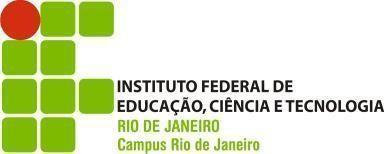 INSTITUTO FEDERAL DE
EDUCAÇÃO, CIÊNCIA E TECNOLOGIA
RIO DE JANEIRO
Campus Rio de Janeiro